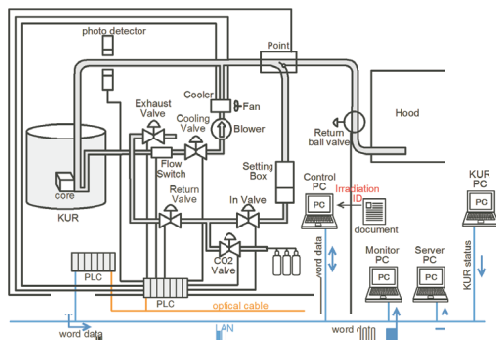 photo detector
Point
Cooler
Fan
Exhaust
Valve
Cooling
Valve
Blower
Hood
Return
ball valve
Flow
Switch
Setting
Box
core
KUR
Return
Valve
In Valve
Control
PC
PC
Irradiation
ID
document
KUR
PC
PC
CO2
Valve
Monitor
PC
PC
Server
PC
PC
word data
KUR status
PLC
PLC
optical cable
word data
LAN
word